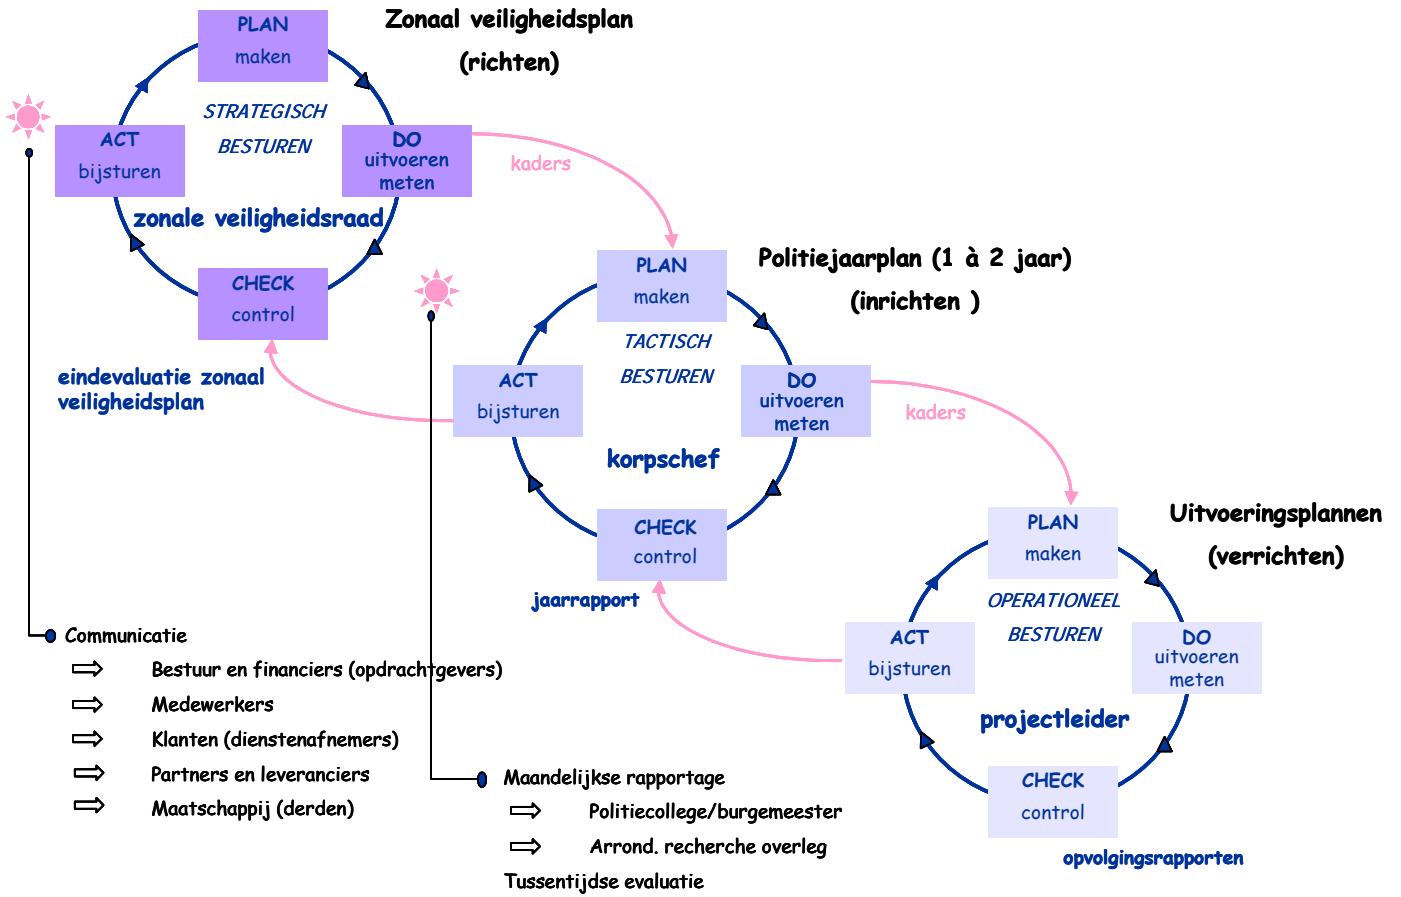 Zonaal veiligheidsplan
(richten)
PLAN
maken
STRATEGISCH
BESTUREN
ACT
bijsturen
DO
uitvoeren
meten
zonale veiligheidsraad
CHECK
control
kaders
eindevaluatie zonaal
veiligheidsplan
Politiejaarplan (1 à 2 jaar)
(inrichten )
PLAN
maken
TACTISCH
BESTUREN
ACT
bijsturen
DO
uitvoeren
meten
korpschef
CHECK
control
kaders
jaarrapport
Uitvoeringsplannen
(verrichten)
PLAN
maken
OPERATIONEEL
BESTUREN
ACT
bijsturen
DO
uitvoeren
meten
projectleider
CHECK
control
opvolgingsrapporten
Communicatie
Bestuur en financiers (opdrachtgevers)
Medewerkers
Klanten (dienstenafnemers)
Partners en leveranciers
Maatschappij (derden)
Maandelijkse rapportage
Politiecollege/burgemeester
Arrond. recherche overleg
Tussentijdse evaluatie